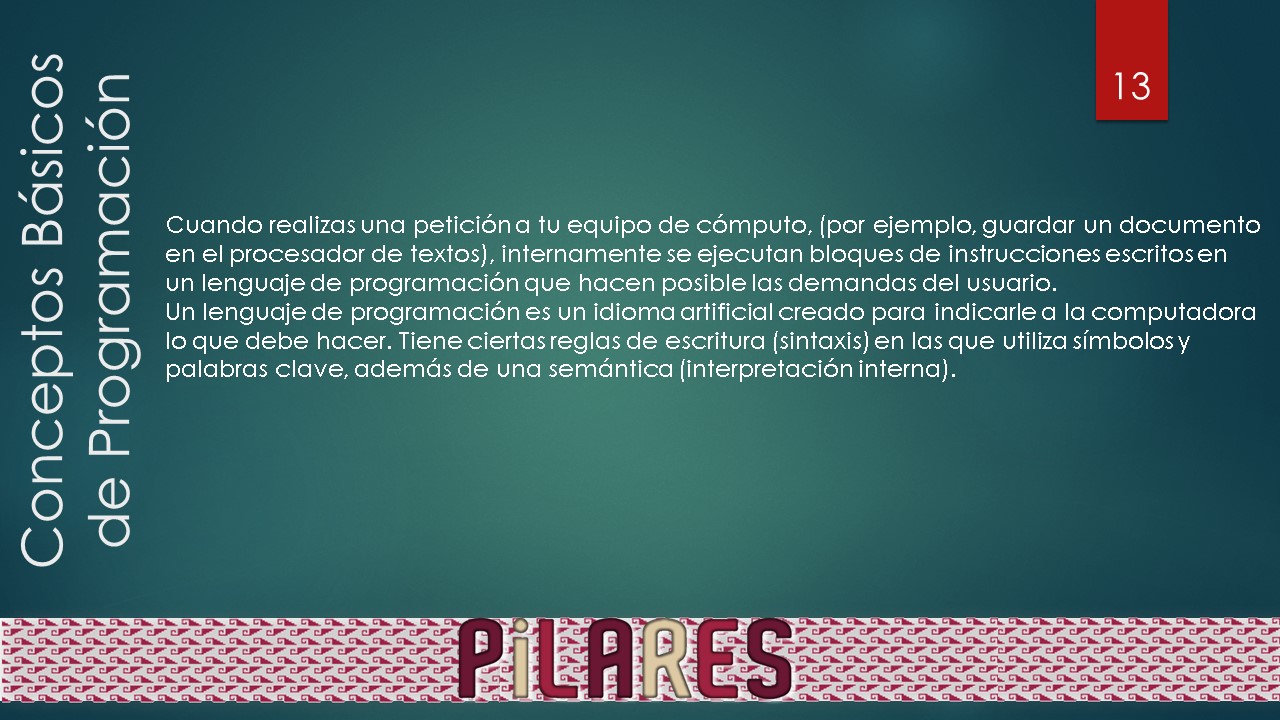 Conceptos Básicos
de Programación
13
Cuando realizas una petición a tu equipo de cómputo, (por ejemplo, guardar un documento
en el procesador de textos), internamente se ejecutan bloques de instrucciones escritos en
un lenguaje de programación que hacen posible las demandas del usuario.
Un lenguaje de programación es un idioma artificial creado para indicarle a la computadora
lo que debe hacer. Tiene ciertas reglas de escritura (sintaxis) en las que utiliza símbolos y
palabras clave, además de una semántica (interpretación interna).
PiLARES